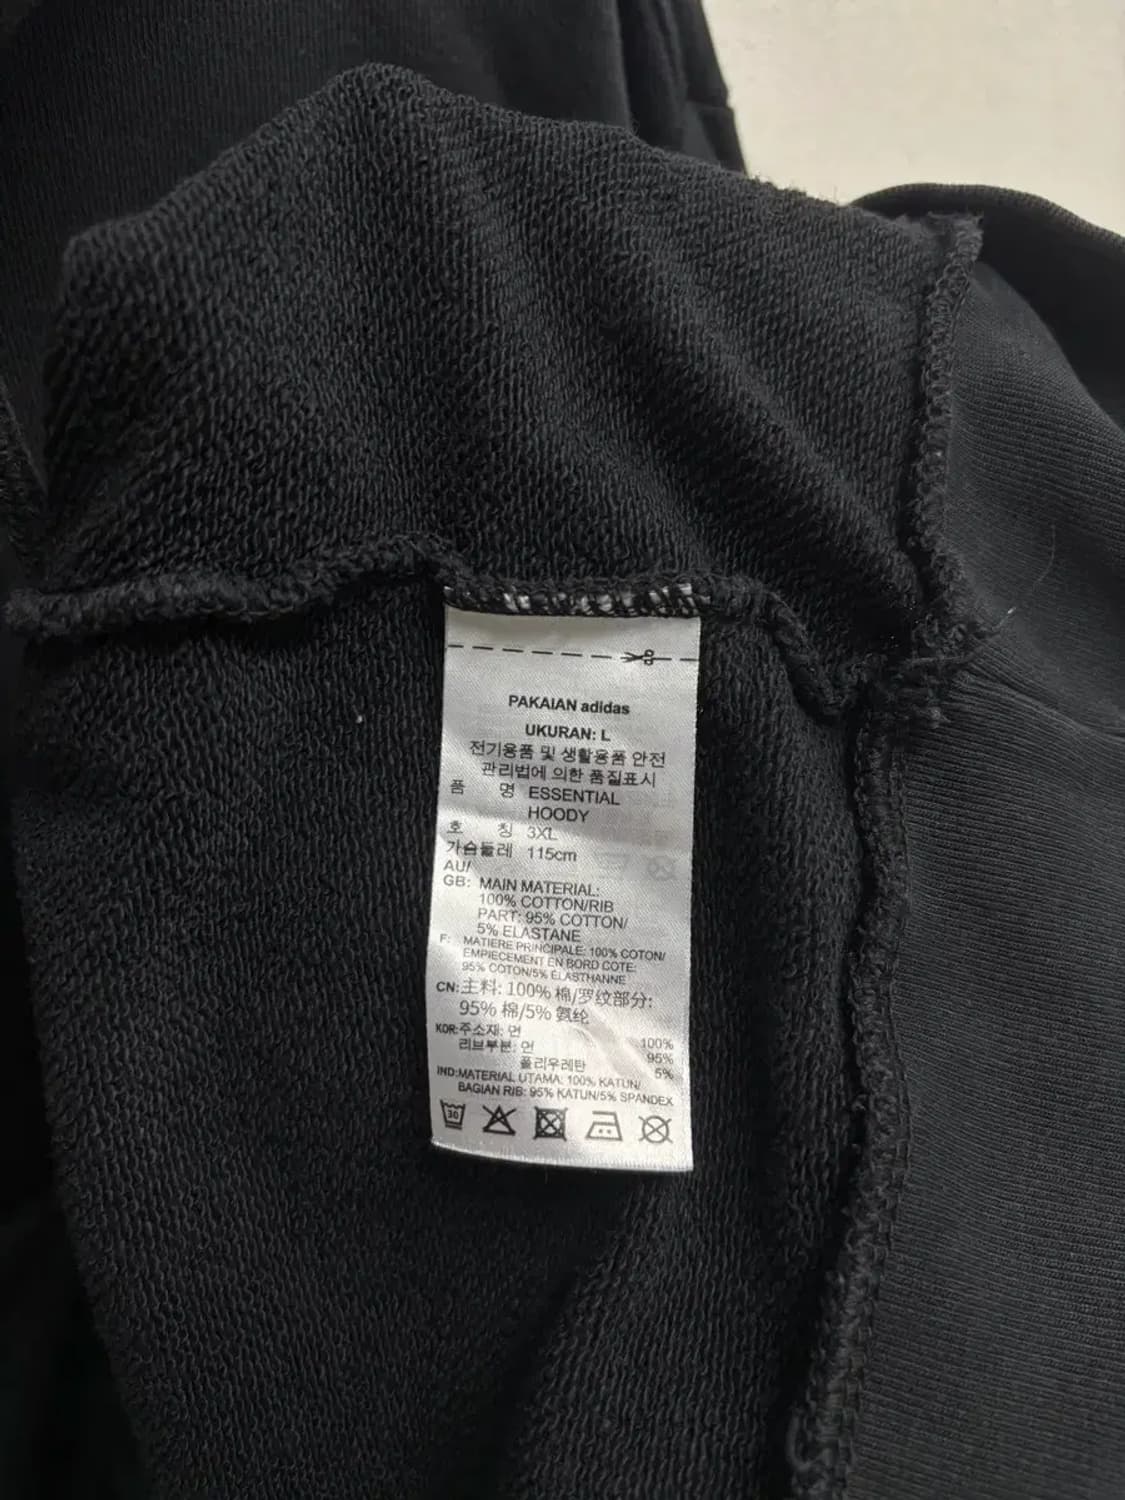 PAKAIAN adidas
UKURAN: L
전기용품 및 생활용품 안전
관리법에 의한 품질표시
품 명 ESSENTIAL
HOODY
호 칭 3XL
가슴둘레 115cm
AU/
GB: MAIN MATERIAL:
100% COTTON/RIB
PART: 95% COTTON/
5% ELASTANE
F: MATIERE PRINCIPALE: 100% COTON/
EMPIECEMENT EN BORD COTE:
95% COTON/5% ELASTHANNE
CN: 主料: 100% 棉/罗纹部分:
95% 棉/5% 氨纶
KOR: 주소재: 면 100%
리브부분: 면 95%
폴리우레탄 5%
IND: MATERIAL UTAMA: 100% KATUN/
BAGIAN RIB: 95% KATUN/5% SPANDEX
30